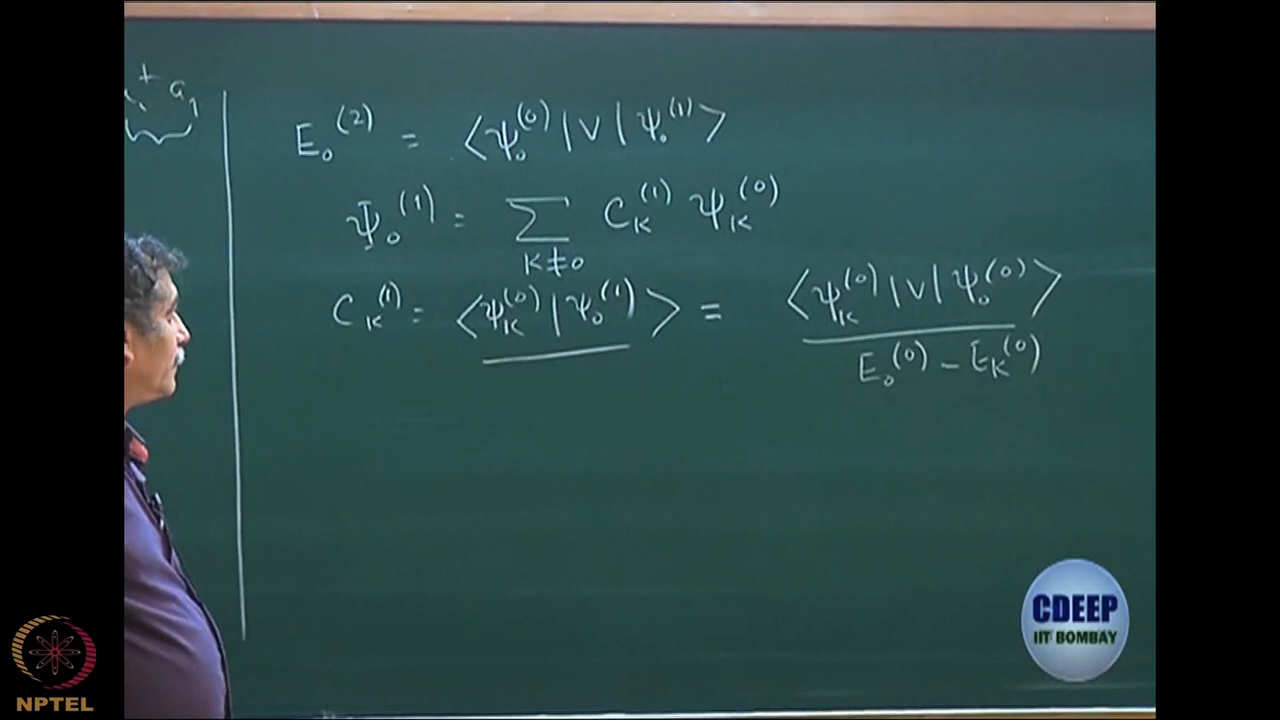 + a₁
E₀⁽²⁾ = ⟨ψ₀⁽⁰⁾|V|ψ₀⁽¹⁾⟩
ψ₀⁽¹⁾ = Σ C_K⁽¹⁾ ψ_K⁽⁰⁾
K≠0
C_K⁽¹⁾ = ⟨ψ_K⁽⁰⁾|ψ₀⁽¹⁾⟩ = ⟨ψ_K⁽⁰⁾|V|ψ₀⁽⁰⁾⟩
E₀⁽⁰⁾ – E_K⁽⁰⁾
CDEEP
IIT BOMBAY
NPTEL